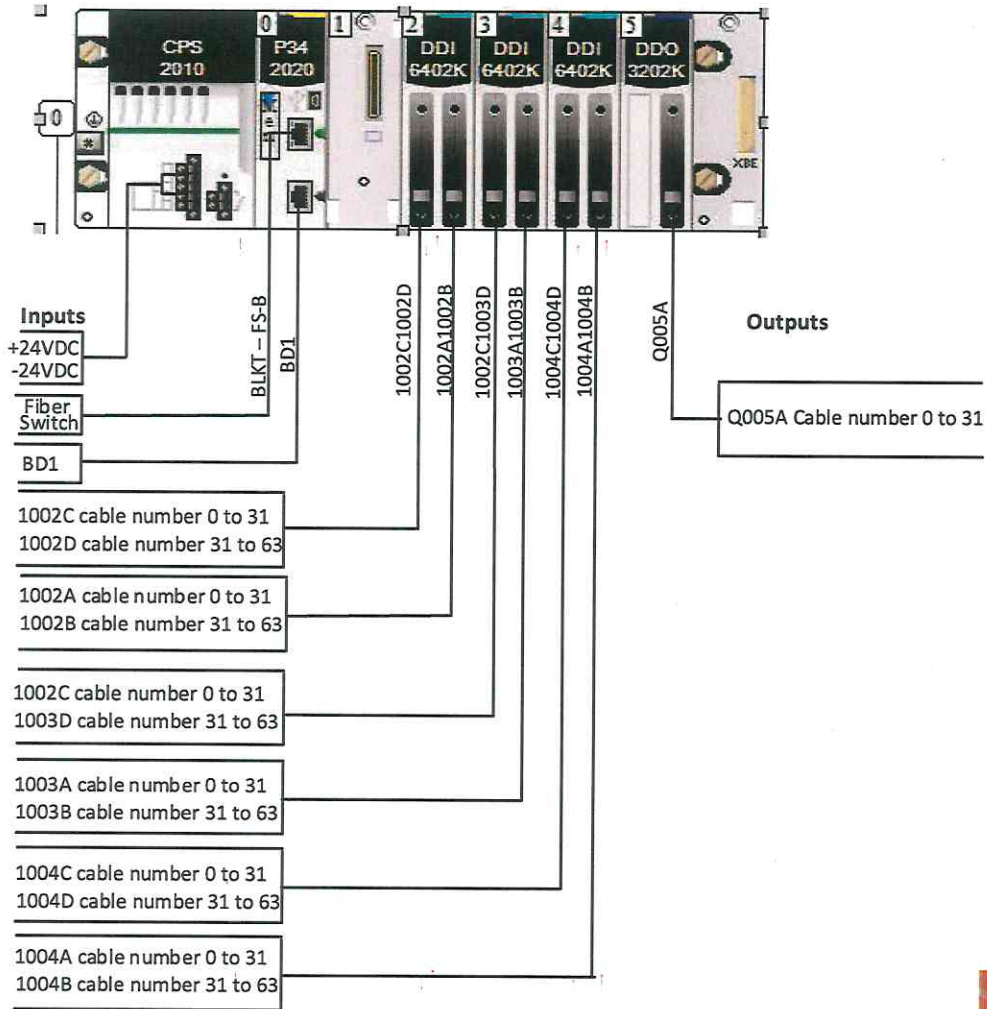 0 1 2 3 4 5
CPS P34 DDI DDI DDI DDO
2010 2020 6402K 6402K 6402K 3202K
0
XBE
Inputs
+24VDC
-24VDC
Fiber
Switch
BD1
BLKT – FS-B
BD1
1002C1002D
1002A1002B
1002C1003D
1003A1003B
1004C1004D
1004A1004B
Q005A
Outputs
Q005A Cable number 0 to 31
1002C cable number 0 to 31
1002D cable number 31 to 63
1002A cable number 0 to 31
1002B cable number 31 to 63
1002C cable number 0 to 31
1003D cable number 31 to 63
1003A cable number 0 to 31
1003B cable number 31 to 63
1004C cable number 0 to 31
1004D cable number 31 to 63
1004A cable number 0 to 31
1004B cable number 31 to 63